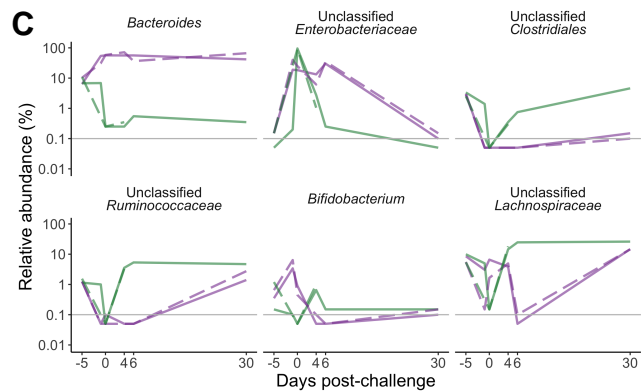 C
Bacteroides
Unclassified
Enterobacteriaceae
Unclassified
Clostridiales
Relative abundance (%)
100
10
1
0.1
0.01
Unclassified
Ruminococcaceae
Bifidobacterium
Unclassified
Lachnospiraceae
100
10
1
0.1
0.01
-5 0 4 6 30
-5 0 4 6 30
-5 0 4 6 30
Days post-challenge